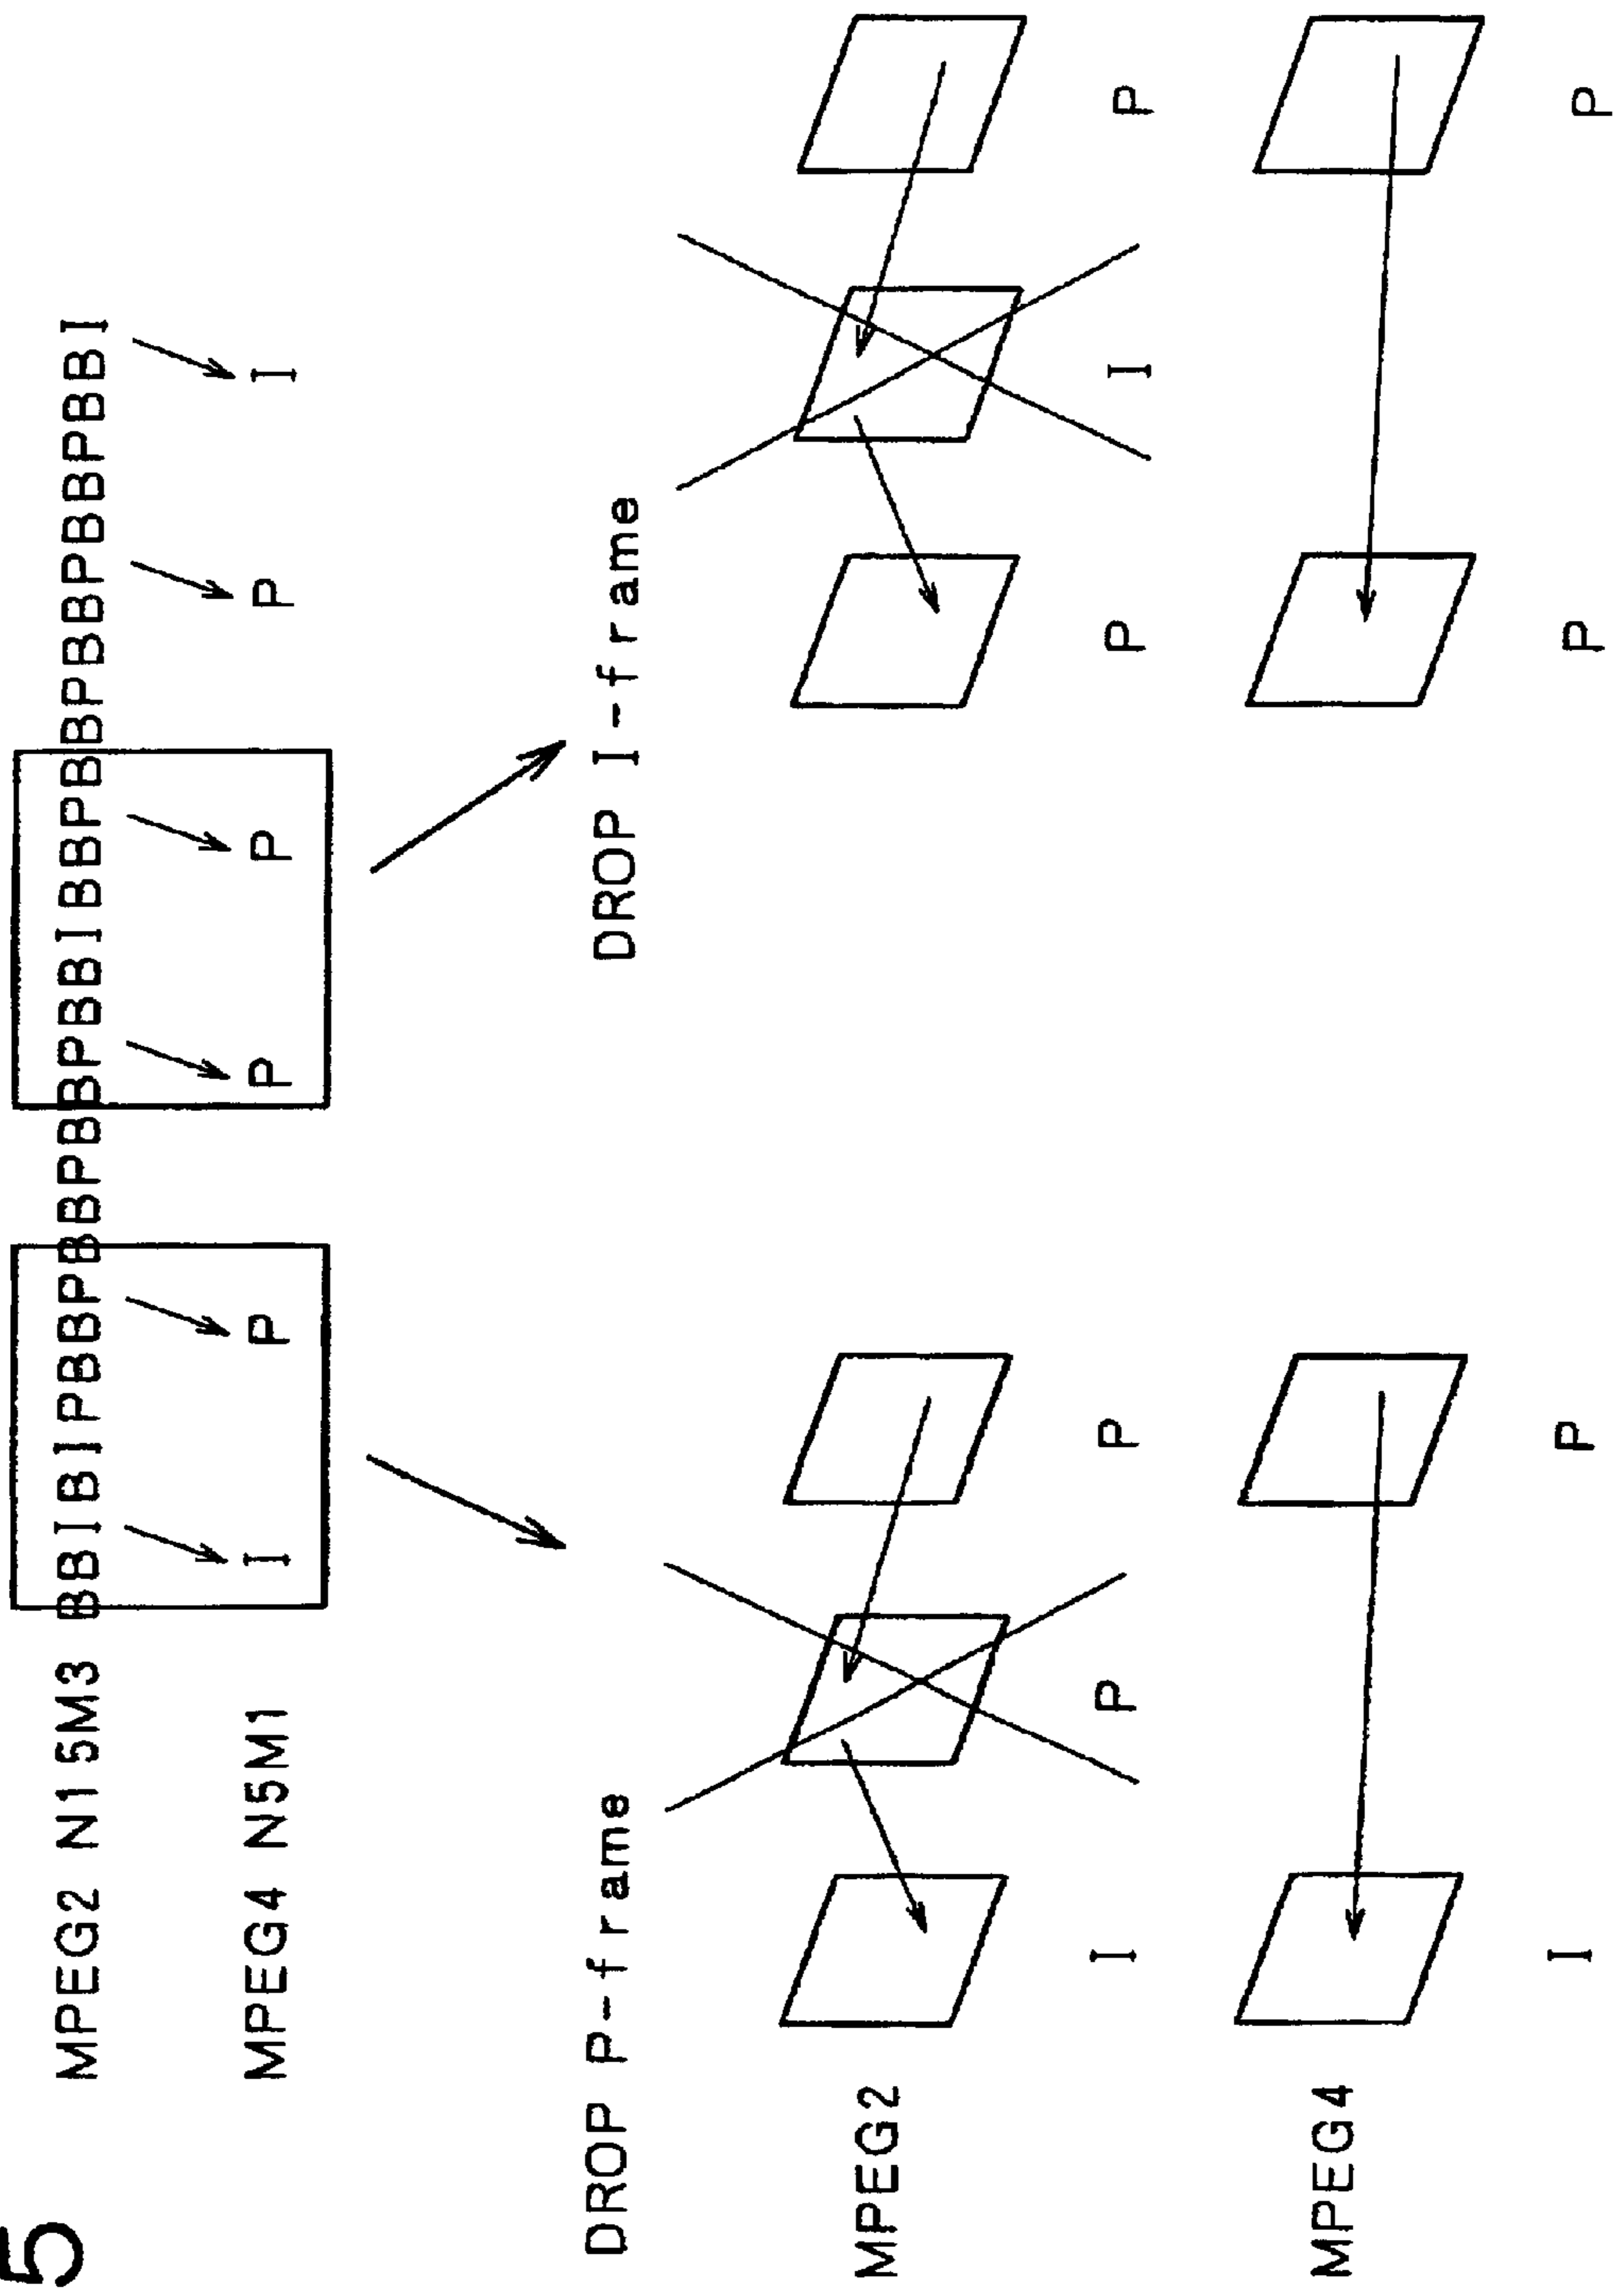 5
MPEG2 N15M3 BBIBIPBBPBBPBBPBBIBBPBBPBBPBBPBBI
MPEG4 N5M1 I P P P P I
DROP P-frame DROP I-frame
MPEG2
I P P P I P
MPEG4
I P P P